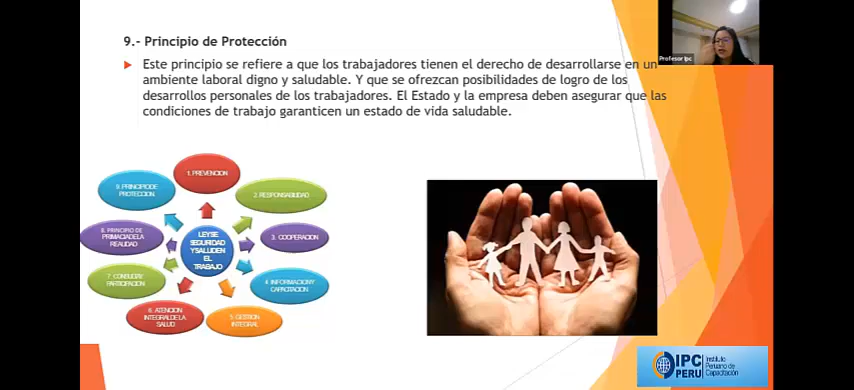 Profesor Ipc
9.- Principio de Protección
Este principio se refiere a que los trabajadores tienen el derecho de desarrollarse en un
ambiente laboral digno y saludable. Y que se ofrezcan posibilidades de logro de los
desarrollos personales de los trabajadores. El Estado y la empresa deben asegurar que las
condiciones de trabajo garanticen un estado de vida saludable.
1. PREVENCION
2. RESPONSABILIDAD
3. COOPERACION
4. INFORMACION Y
CAPACITACION
5. GESTION
INTEGRAL
6. ATENCION
INTEGRAL DE LA
SALUD
7. CONSULTA Y
PARTICIPACION
8. PRINCIPIO DE
PRIMACIA DE LA
REALIDAD
9. PRINCIPIO DE
PROTECCION
LEY SE
SEGURIDAD
Y SALUD EN
EL
TRABAJO
IPC
PERU
Instituto
Peruano de
Capacitación